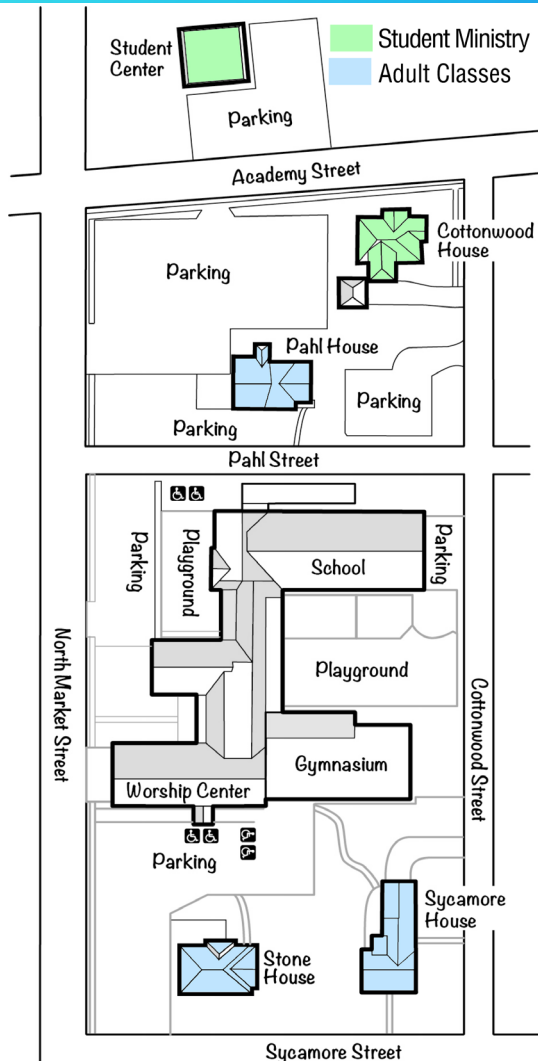 Student
Center
Student Ministry
Adult Classes
Parking
Academy Street
Cottonwood
House
Parking
Pahl House
Parking
Parking
Pahl Street
Parking
Playground
School
Parking
Playground
North Market
Street
Cottonwood Street
Gymnasium
Worship Center
Parking
Sycamore
House
Stone
House
Sycamore Street